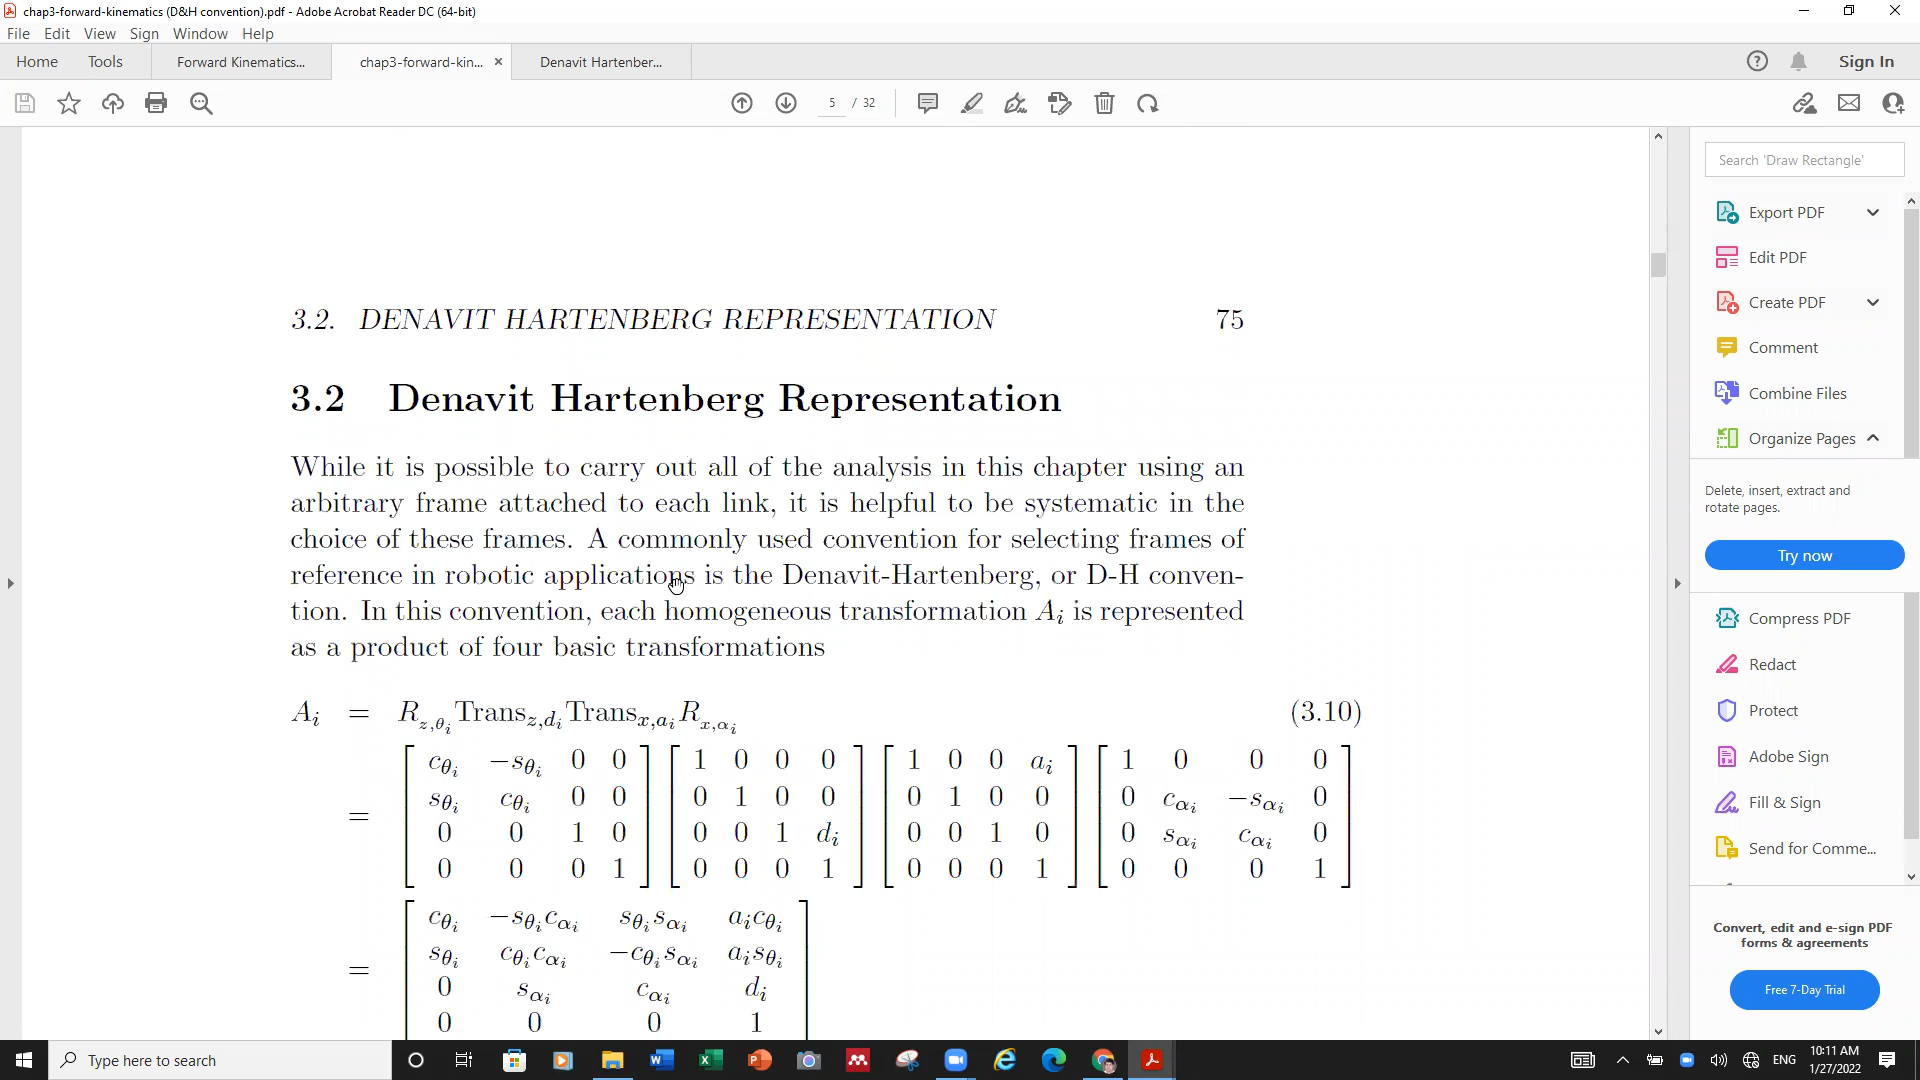 chap3-forward-kinematics (D&H convention).pdf - Adobe Acrobat Reader DC (64-bit)
File Edit View Sign Window Help
Home Tools Forward Kinematics... chap3-forward-kin... × Denavit Hartenber... Sign In
5 / 32
Search 'Draw Rectangle'
Export PDF
Edit PDF
Create PDF
Comment
Combine Files
Organize Pages
Delete, insert, extract and
rotate pages.
Try now
Compress PDF
Redact
Protect
Adobe Sign
Fill & Sign
Send for Comme...
Convert, edit and e-sign PDF
forms & agreements
Free 7-Day Trial
3.2. DENAVIT HARTENBERG REPRESENTATION 75
3.2 Denavit Hartenberg Representation
While it is possible to carry out all of the analysis in this chapter using an
arbitrary frame attached to each link, it is helpful to be systematic in the
choice of these frames. A commonly used convention for selecting frames of
reference in robotic applications is the Denavit-Hartenberg, or D-H conven-
tion. In this convention, each homogeneous transformation A_i is represented
as a product of four basic transformations
A_i = R_{z,θ_i} Trans_{z,d_i} Trans_{x,a_i} R_{x,α_i} (3.10)
c_{θ_i} −s_{θ_i} 0 0 1 0 0 0 1 0 0 a_i 1 0 0 0
s_{θ_i} c_{θ_i} 0 0 0 1 0 0 0 1 0 0 0 c_{α_i} −s_{α_i} 0
= 0 0 1 0 0 0 1 d_i 0 0 1 0 0 s_{α_i} c_{α_i} 0
0 0 0 1 0 0 0 1 0 0 0 1 0 0 0 1
c_{θ_i} −s_{θ_i}c_{α_i} s_{θ_i}s_{α_i} a_i c_{θ_i}
s_{θ_i} c_{θ_i}c_{α_i} −c_{θ_i}s_{α_i} a_i s_{θ_i}
= 0 s_{α_i} c_{α_i} d_i
0 0 0 1
Type here to search
ENG
10:11 AM
1/27/2022